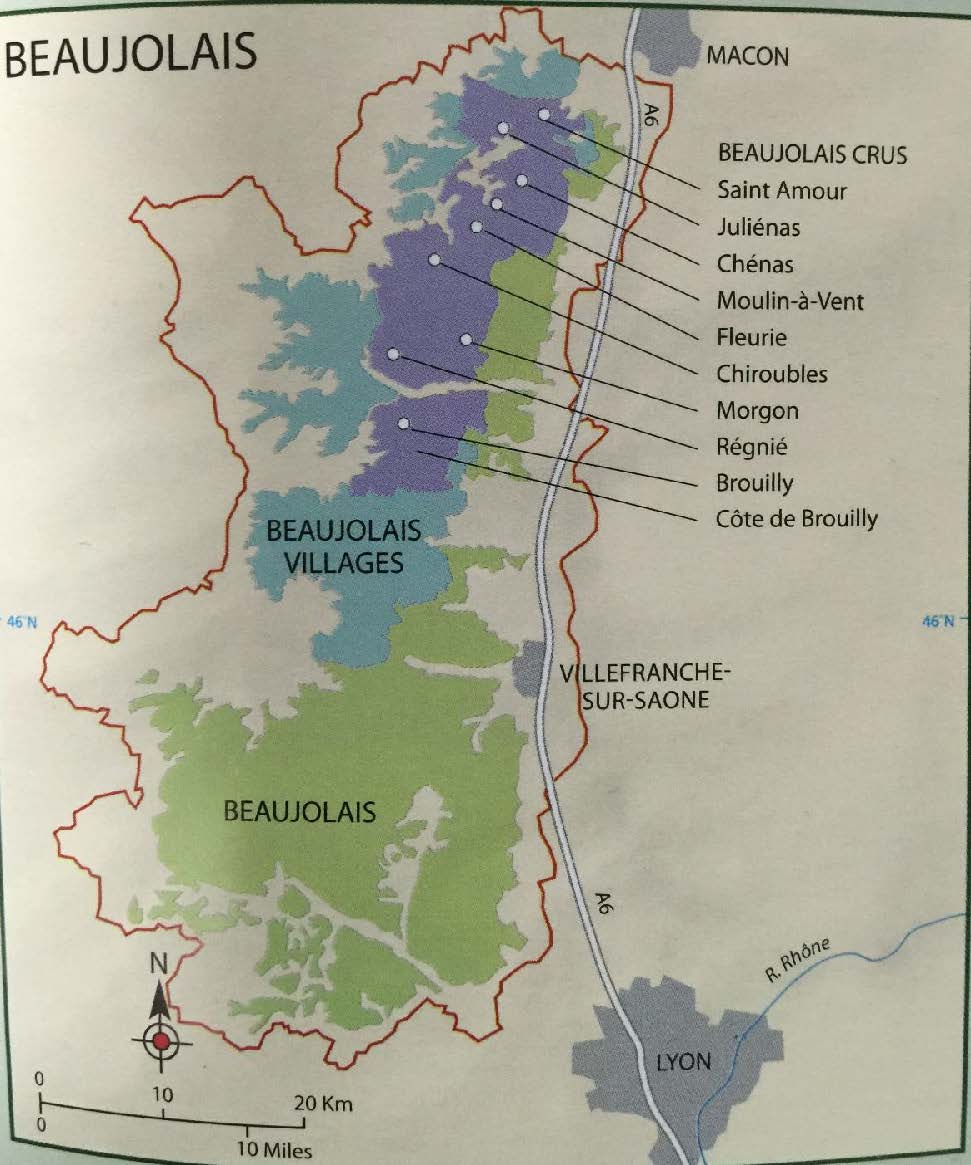 BEAUJOLAIS
MACON
A6
BEAUJOLAIS CRUS
Saint Amour
Juliénas
Chénas
Moulin-à-Vent
Fleurie
Chiroubles
Morgon
Régnié
Brouilly
Côte de Brouilly
BEAUJOLAIS
VILLAGES
46°N
46°N
VILLEFRANCHE-
SUR-SAONE
BEAUJOLAIS
A6
R. Rhône
N
LYON
0
10
20 Km
0
10 Miles